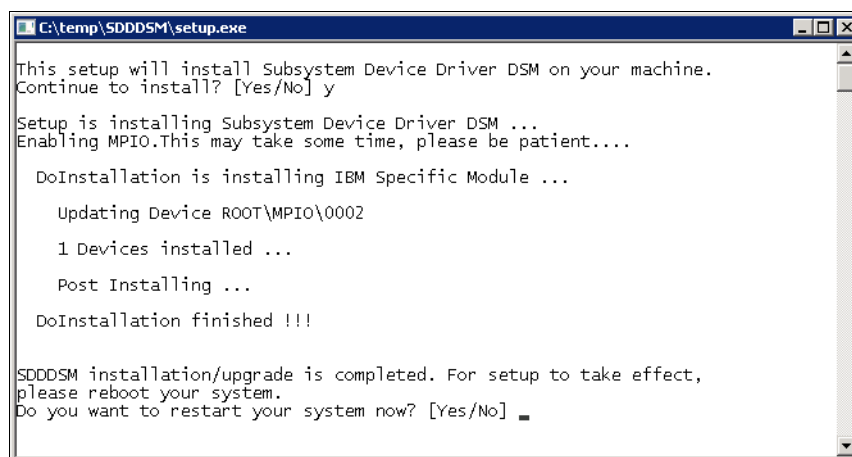 C:\temp\SDDDSM\setup.exe
This setup will install Subsystem Device Driver DSM on your machine.
Continue to install? [Yes/No] y
Setup is installing Subsystem Device Driver DSM ...
Enabling MPIO.This may take some time, please be patient....
DoInstallation is installing IBM Specific Module ...
Updating Device ROOT\MPIO\0002
1 Devices installed ...
Post Installing ...
DoInstallation finished !!!
SDDDSM installation/upgrade is completed. For setup to take effect,
please reboot your system.
Do you want to restart your system now? [Yes/No] _